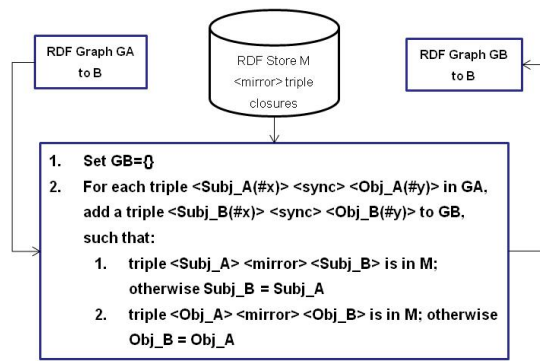 RDF Graph GA
to B
RDF Store M
<mirror> triple
closures
RDF Graph GB
to B
1. Set GB={}
2. For each triple <Subj_A(#x)> <sync> <Obj_A(#y)> in GA,
add a triple <Subj_B(#x)> <sync> <Obj_B(#y)> to GB,
such that:
1. triple <Subj_A> <mirror> <Subj_B> is in M;
otherwise Subj_B = Subj_A
2. triple <Obj_A> <mirror> <Obj_B> is in M; otherwise
Obj_B = Obj_A